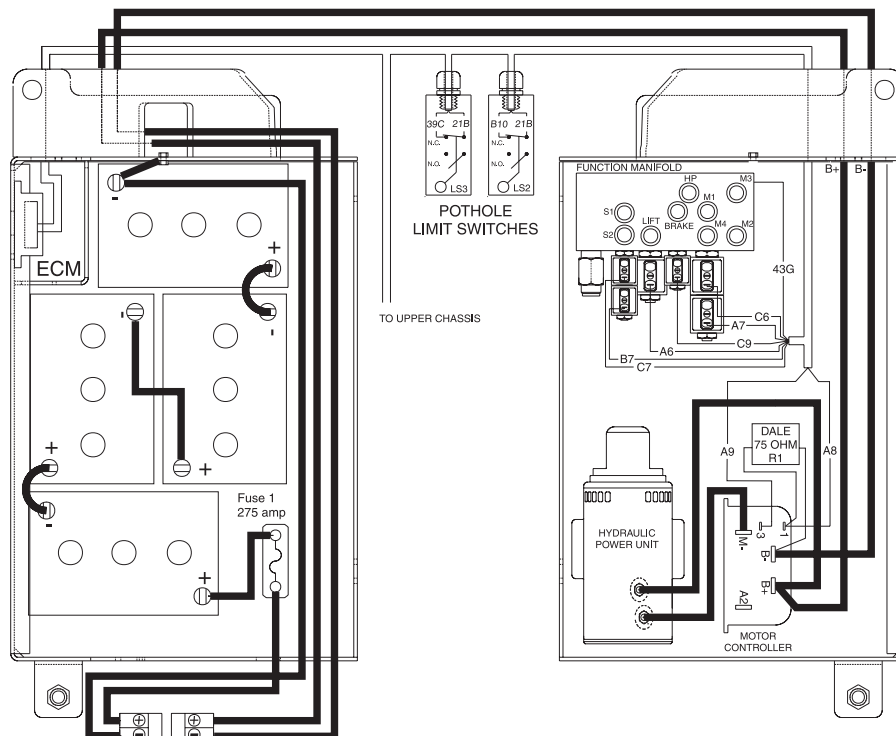 39C 21B
N.C.
N.O.
LS3
B10 21B
N.C.
N.O.
LS2
POTHOLE
LIMIT SWITCHES
TO UPPER CHASSIS
ECM
-
+
-
-
+
+
-
+
Fuse 1
275 amp
+
-
+
-
B+ B-
FUNCTION MANIFOLD
HP
M3
S1
M1
S2
LIFT
BRAKE
M4
M2
43G
C6
A7
C9
A6
B7
C7
A9
DALE
75 OHM
R1
A8
HYDRAULIC
POWER UNIT
M-
3
1
B-
B+
A2
MOTOR
CONTROLLER